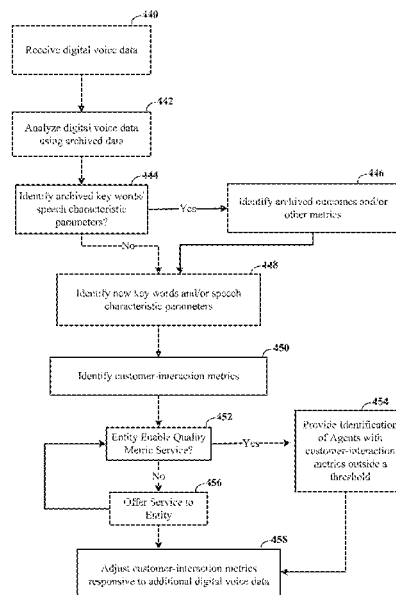 440
Receive digital voice data
442
Analyze digital voice data
using archived data
444
Identify archived key words/
speech characteristic
parameters?
Yes
446
Identify archived outcomes and/or
other metrics
No
448
Identify new key words and/or speech
characteristic parameters
450
Identify customer-interaction metrics
452
Entity Enable Quality
Metric Service?
Yes
454
Provide Identification
of Agents with
customer-interaction
metrics outside a
threshold
No
456
Offer Service to
Entity
458
Adjust customer-interaction metrics
responsive to additional digital voice data